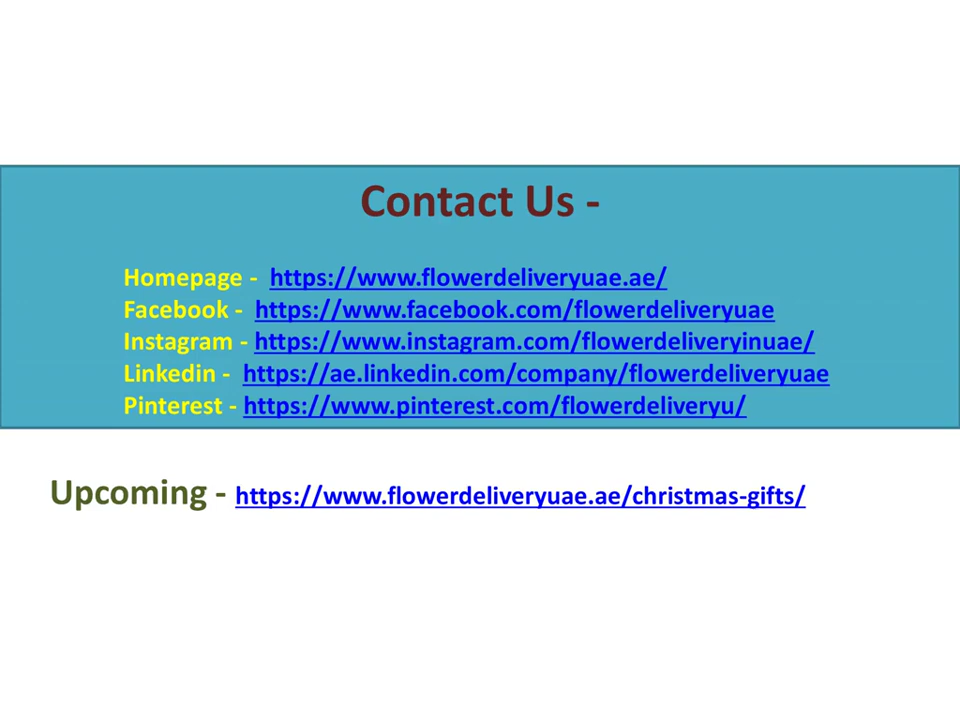 Contact Us -
Homepage - https://www.flowerdeliveryuae.ae/
Facebook - https://www.facebook.com/flowerdeliveryuae
Instagram - https://www.instagram.com/flowerdeliveryinuae/
Linkedin - https://ae.linkedin.com/company/flowerdeliveryuae
Pinterest - https://www.pinterest.com/flowerdeliveryu/
Upcoming - https://www.flowerdeliveryuae.ae/christmas-gifts/